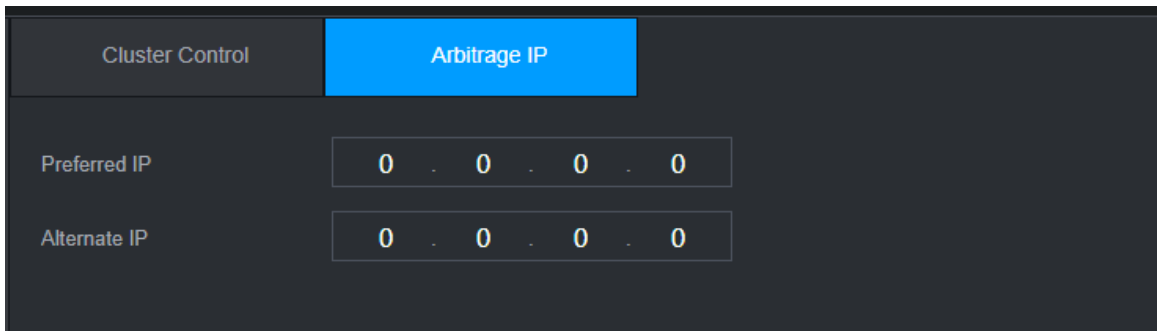 Cluster Control Arbitrage IP
Preferred IP 0 . 0 . 0 . 0
Alternate IP 0 . 0 . 0 . 0